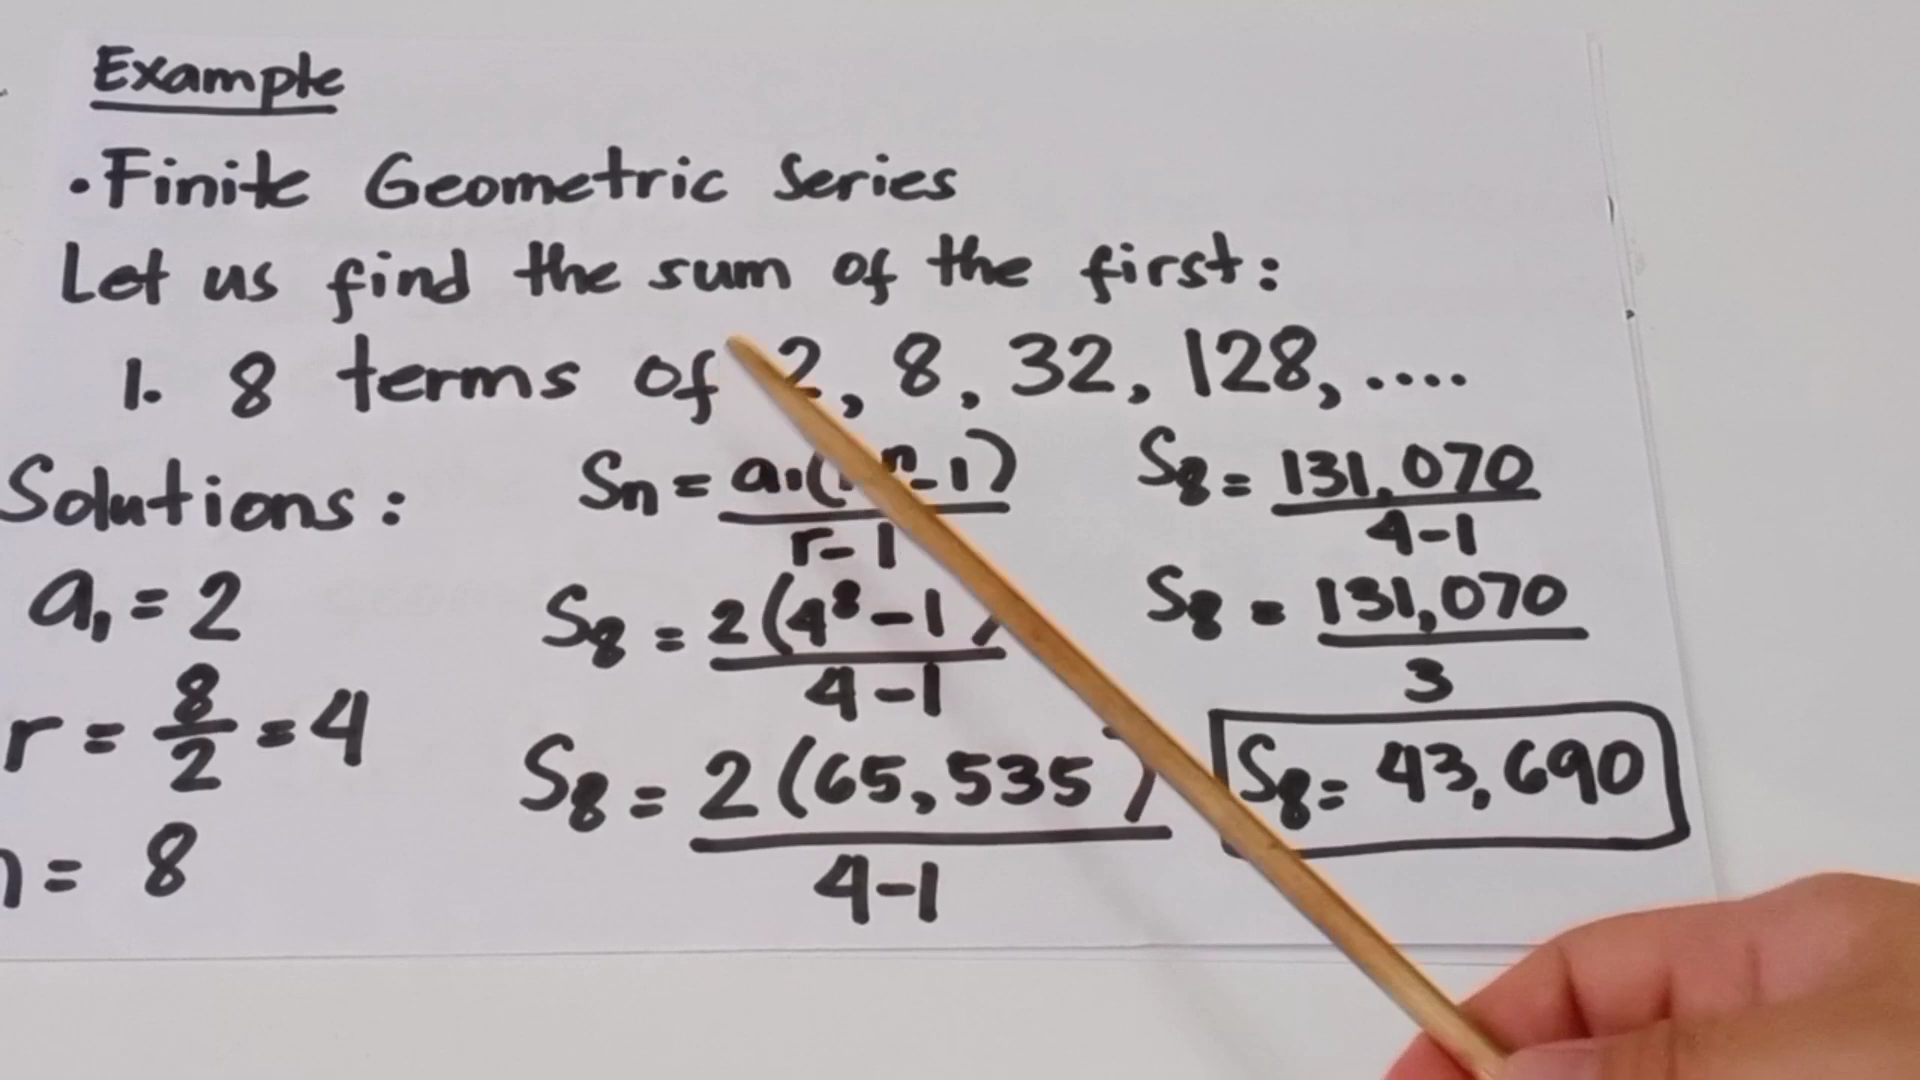 Example
• Finite Geometric Series
Let us find the sum of the first:
1. 8 terms of 2, 8, 32, 128, ....
Solutions:
a₁ = 2
r = 8/2 = 4
= 8
Sn = a₁( n-1) / r-1
S₈ = 2(4⁸-1) / 4-1
S₈ = 2(65,535) / 4-1
S₈ = 131,070 / 4-1
S₈ = 131,070 / 3
S₈ = 43,690